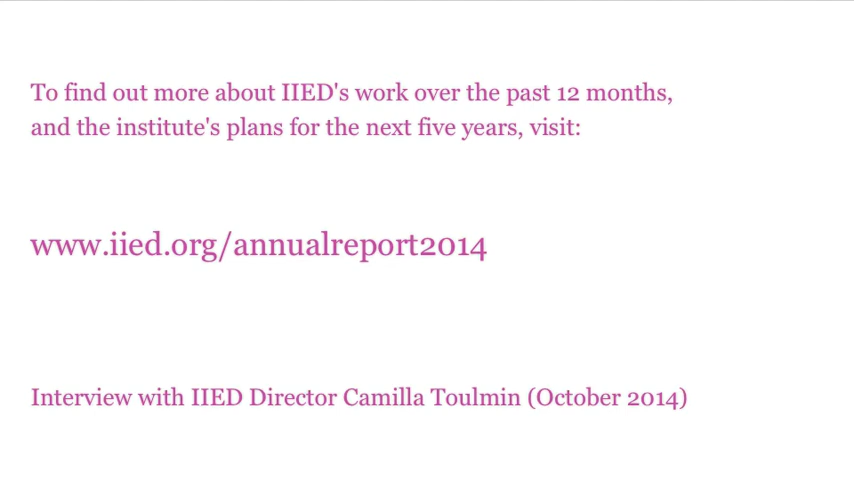 To find out more about IIED's work over the past 12 months,
and the institute's plans for the next five years, visit:
www.iied.org/annualreport2014
Interview with IIED Director Camilla Toulmin (October 2014)